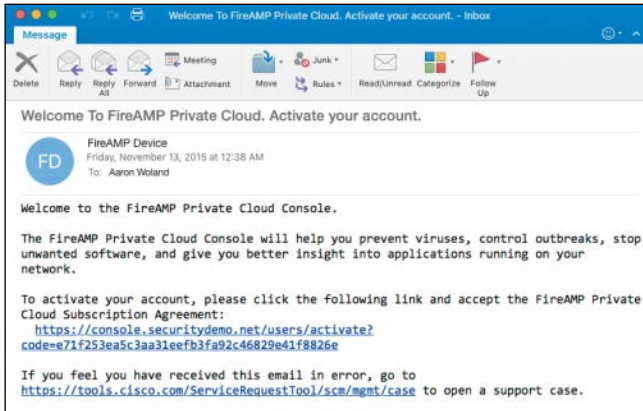 Welcome To FireAMP Private Cloud. Activate your account. - Inbox
Message
Delete
Reply
Reply All
Forward
Meeting
Attachment
Move
Junk
Rules
Read/Unread
Categorize
Follow Up
Welcome To FireAMP Private Cloud. Activate your account.
FD
FireAMP Device
Friday, November 13, 2015 at 12:38 AM
To: Aaron Woland
Welcome to the FireAMP Private Cloud Console.
The FireAMP Private Cloud Console will help you prevent viruses, control outbreaks, stop
unwanted software, and give you better insight into applications running on your
network.
To activate your account, please click the following link and accept the FireAMP Private
Cloud Subscription Agreement:
https://console.securitydemo.net/users/activate?
code=e71f253ea5c3aa31eefb3fa92c46829e41f8826e
If you feel you have received this email in error, go to
https://tools.cisco.com/ServiceRequestTool/scm/mgmt/case to open a support case.